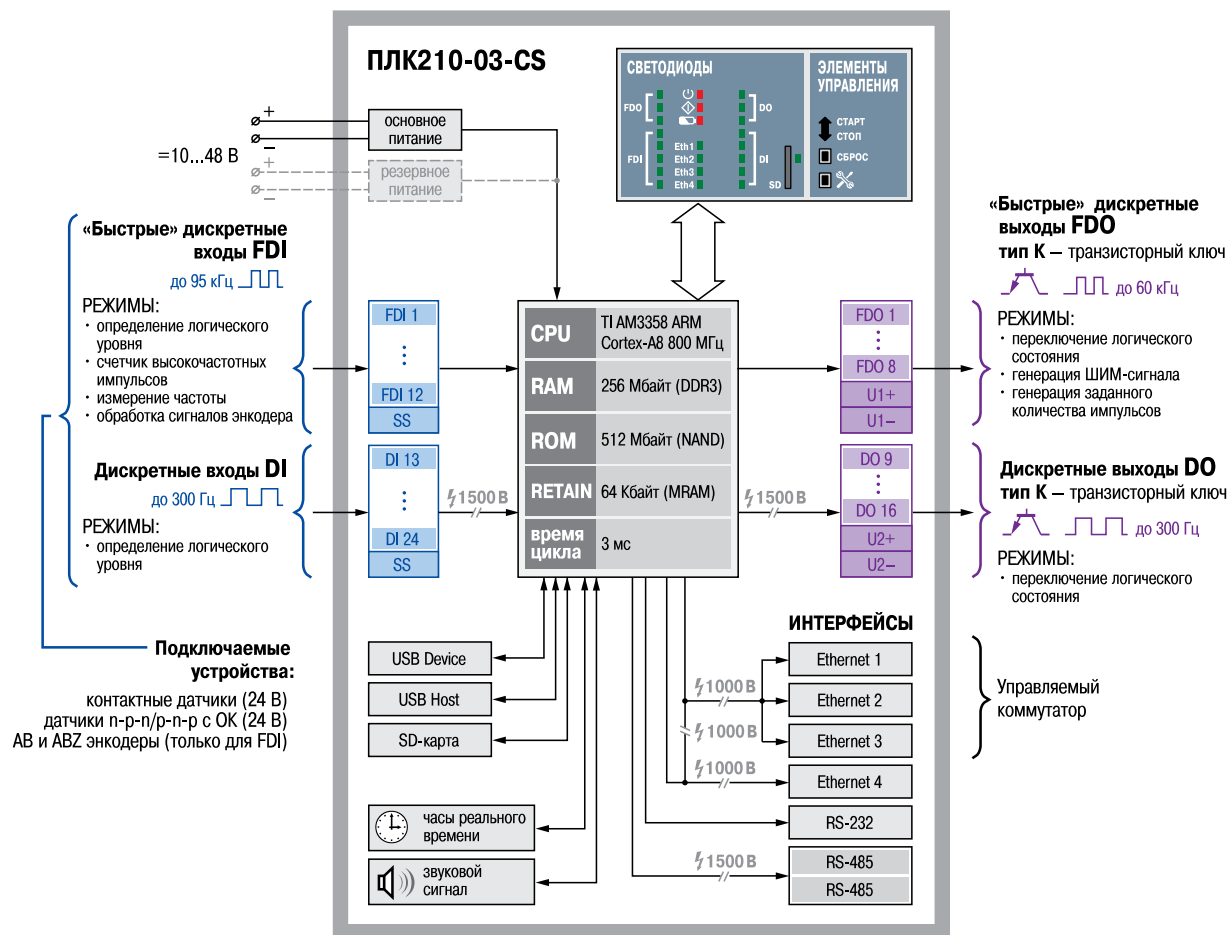 ПЛК210-03-CS
СВЕТОДИОДЫ
FDO
DO
FDI
DI
Eth1
Eth2
Eth3
Eth4
SD
ЭЛЕМЕНТЫ
УПРАВЛЕНИЯ
СТАРТ
СТОП
СБРОС
+
−
=10...48 В
+
−
основное
питание
резервное
питание
«Быстрые» дискретные
входы FDI
до 95 кГц
РЕЖИМЫ:
· определение логического
уровня
· счетчик высокочастотных
импульсов
· измерение частоты
· обработка сигналов энкодера
Дискретные входы DI
до 300 Гц
РЕЖИМЫ:
· определение логического
уровня
Подключаемые
устройства:
контактные датчики (24 В)
датчики n-p-n/p-n-p с ОК (24 В)
AB и ABZ энкодеры (только для FDI)
FDI 1
FDI 12
SS
DI 13
DI 24
SS
1500 В
CPU
TI AM3358 ARM
Cortex-A8 800 МГц
RAM
256 Мбайт (DDR3)
ROM
512 Мбайт (NAND)
RETAIN
64 Кбайт (MRAM)
время
цикла
3 мс
1500 В
FDO 1
FDO 8
U1+
U1−
DO 9
DO 16
U2+
U2−
«Быстрые» дискретные
выходы FDO
тип К — транзисторный ключ
до 60 кГц
РЕЖИМЫ:
· переключение логического
состояния
· генерация ШИМ-сигнала
· генерация заданного
количества импульсов
Дискретные выходы DO
тип К — транзисторный ключ
до 300 Гц
РЕЖИМЫ:
· переключение логического
состояния
USB Device
USB Host
SD-карта
часы реального
времени
звуковой
сигнал
ИНТЕРФЕЙСЫ
1000 В
1000 В
1500 В
Ethernet 1
Ethernet 2
Ethernet 3
Ethernet 4
RS-232
RS-485
RS-485
Управляемый
коммутатор